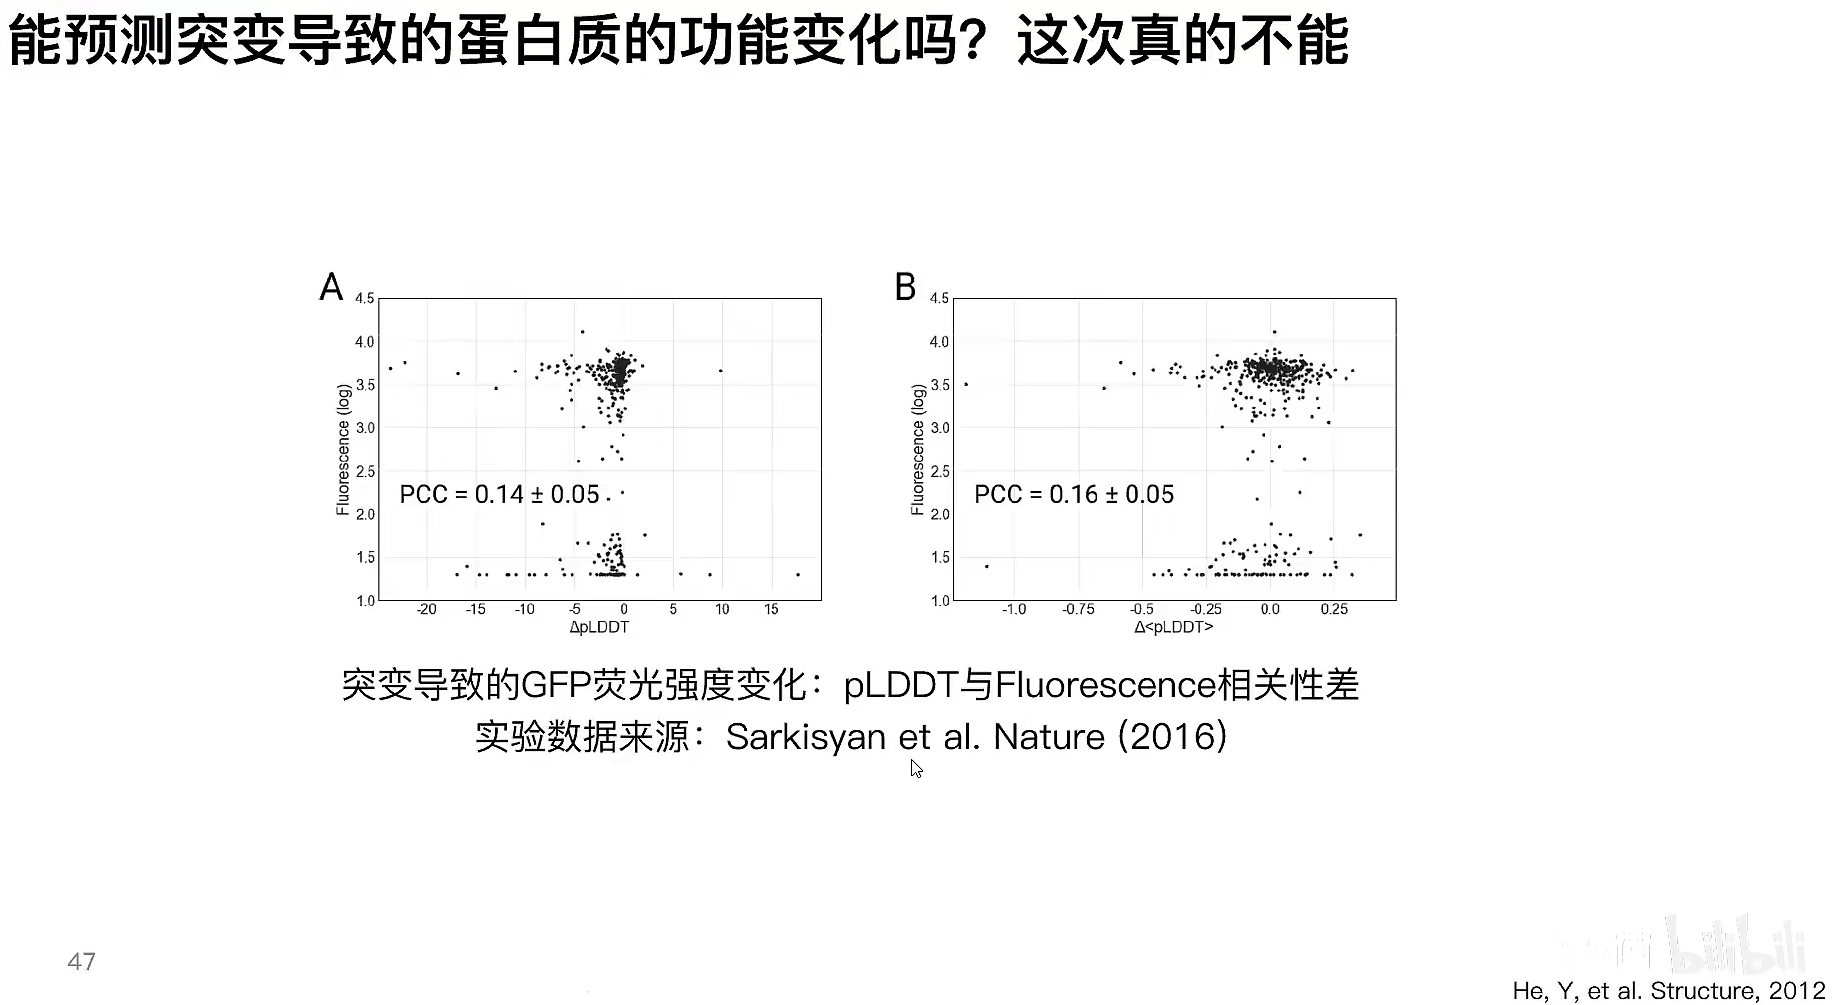 能预测突变导致的蛋白质的功能变化吗？这次真的不能
A
4.5
4.0
3.5
3.0
2.5
2.0
1.5
1.0
Fluorescence (log)
PCC = 0.14 ± 0.05
-20 -15 -10 -5 0 5 10 15
ΔpLDDT
B
4.5
4.0
3.5
3.0
2.5
2.0
1.5
1.0
Fluorescence (log)
PCC = 0.16 ± 0.05
-1.0 -0.75 -0.5 -0.25 0.0 0.25
Δ<pLDDT>
突变导致的GFP荧光强度变化：pLDDT与Fluorescence相关性差
实验数据来源：Sarkisyan et al. Nature (2016)
47
bilibili
He, Y, et al. Structure, 2012